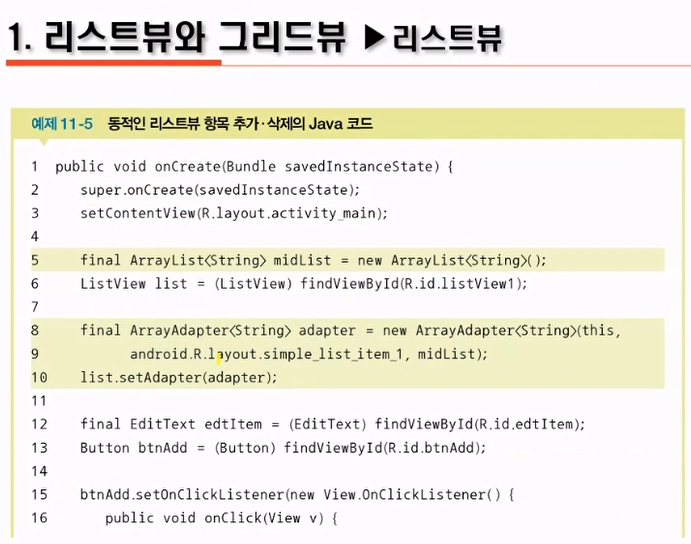 1. 리스트뷰와 그리드뷰 ▶리스트뷰
예제 11-5 동적인 리스트뷰 항목 추가·삭제의 Java 코드
1 public void onCreate(Bundle savedInstanceState) {
2 super.onCreate(savedInstanceState);
3 setContentView(R.layout.activity_main);
4
5 final ArrayList<String> midList = new ArrayList<String>();
6 ListView list = (ListView) findViewById(R.id.listView1);
7
8 final ArrayAdapter<String> adapter = new ArrayAdapter<String>(this,
9 android.R.layout.simple_list_item_1, midList);
10 list.setAdapter(adapter);
11
12 final EditText edtItem = (EditText) findViewById(R.id.edtItem);
13 Button btnAdd = (Button) findViewById(R.id.btnAdd);
14
15 btnAdd.setOnClickListener(new View.OnClickListener() {
16 public void onClick(View v) {